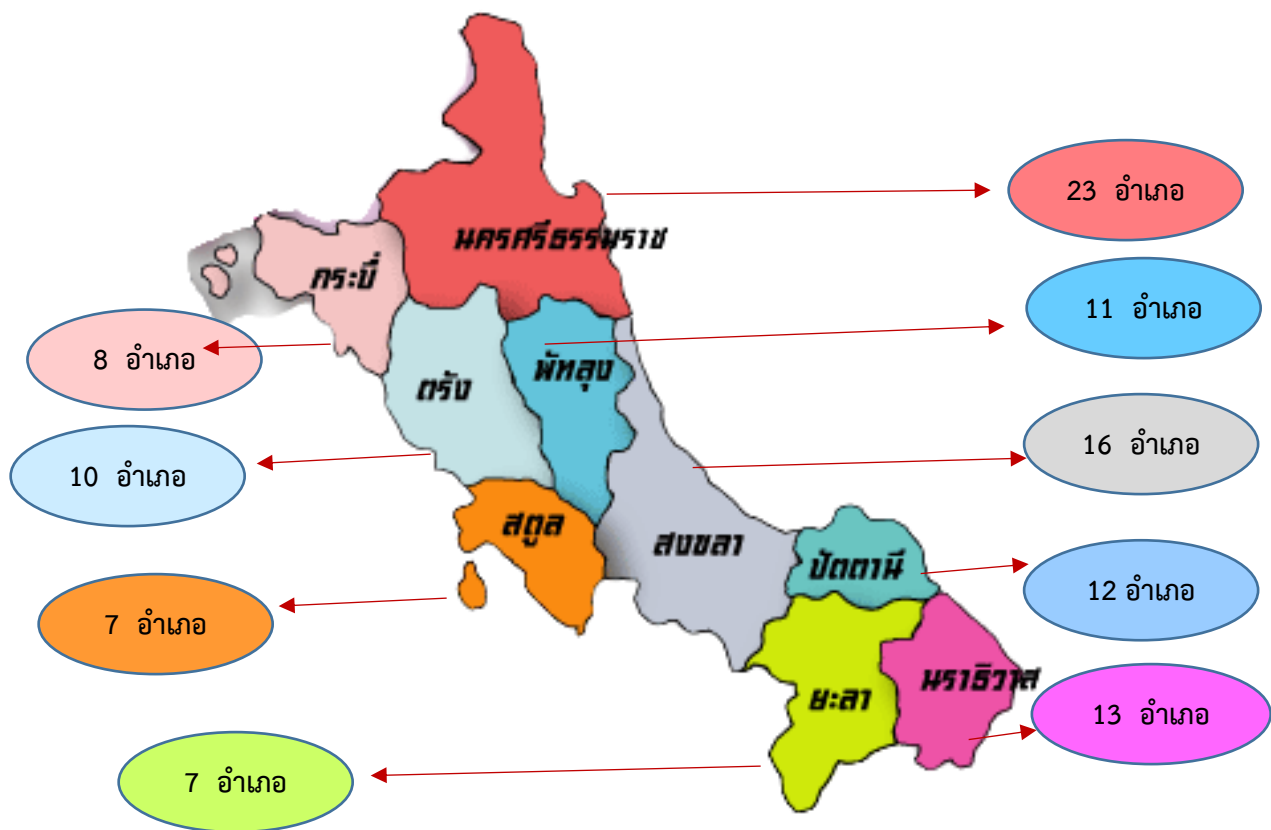 23 อำเภอ
นครศรีธรรมราช
กระบี่
11 อำเภอ
8 อำเภอ
พัทลุง
ตรัง
16 อำเภอ
10 อำเภอ
สตูล
สงขลา
ปัตตานี
12 อำเภอ
7 อำเภอ
นราธิวาส
ยะลา
13 อำเภอ
7 อำเภอ